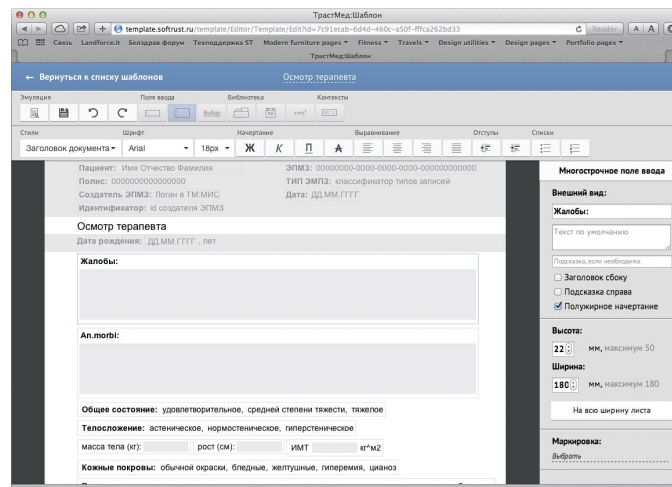 ТрастМед:Шаблон
template.softrust.ru/template/Editor/Template/Edit?id=7c91ecab-6d4d-460c-a50f-fffca262bd33
Reader
A A
Связь Landforce.it Белаздрав форум Техподдержка ST Modern furniture pages Fitness Travels Design utilities Design pages Portfolio pages
ТрастМед:Шаблон
← Вернуться к списку шаблонов
Осмотр терапевта
Эмуляция Поля ввода Библиотека Контексты
Выбор
Стили Шрифт Начертание Выравнивание Отступы Списки
Заголовок документа Arial 18px Ж К П А
Пациент: Имя Отчество Фамилия ЭПМЗ: 00000000-0000-0000-0000-000000000000
Полис: 0000000000000000 ТИП ЭМПЗ: классификатор типов записей
Создатель ЭПМЗ: Логин в ТМ:МИС Дата: ДД.ММ.ГГГГ
Идентификатор: id создателя ЭПМЗ
Осмотр терапевта
Дата рождения: ДД.ММ.ГГГГ , лет
Жалобы:
An.morbi:
Общее состояние: удовлетворительное, средней степени тяжести, тяжелое
Телосложение: астеническое, нормостеническое, гиперстеническое
масса тела (кг): рост (см): ИМТ кг^м2
Кожные покровы: обычной окраски, бледные, желтушные, гиперемия, цианоз
Многострочное поле ввода
Внешний вид:
Жалобы:
Текст по умолчанию
Подсказка, если необходима
Заголовок сбоку
Подсказка справа
Полужирное начертание
Высота:
22 мм, максимум 50
Ширина:
180 мм, максимум 180
На всю ширину листа
Маркировка:
Выбрать